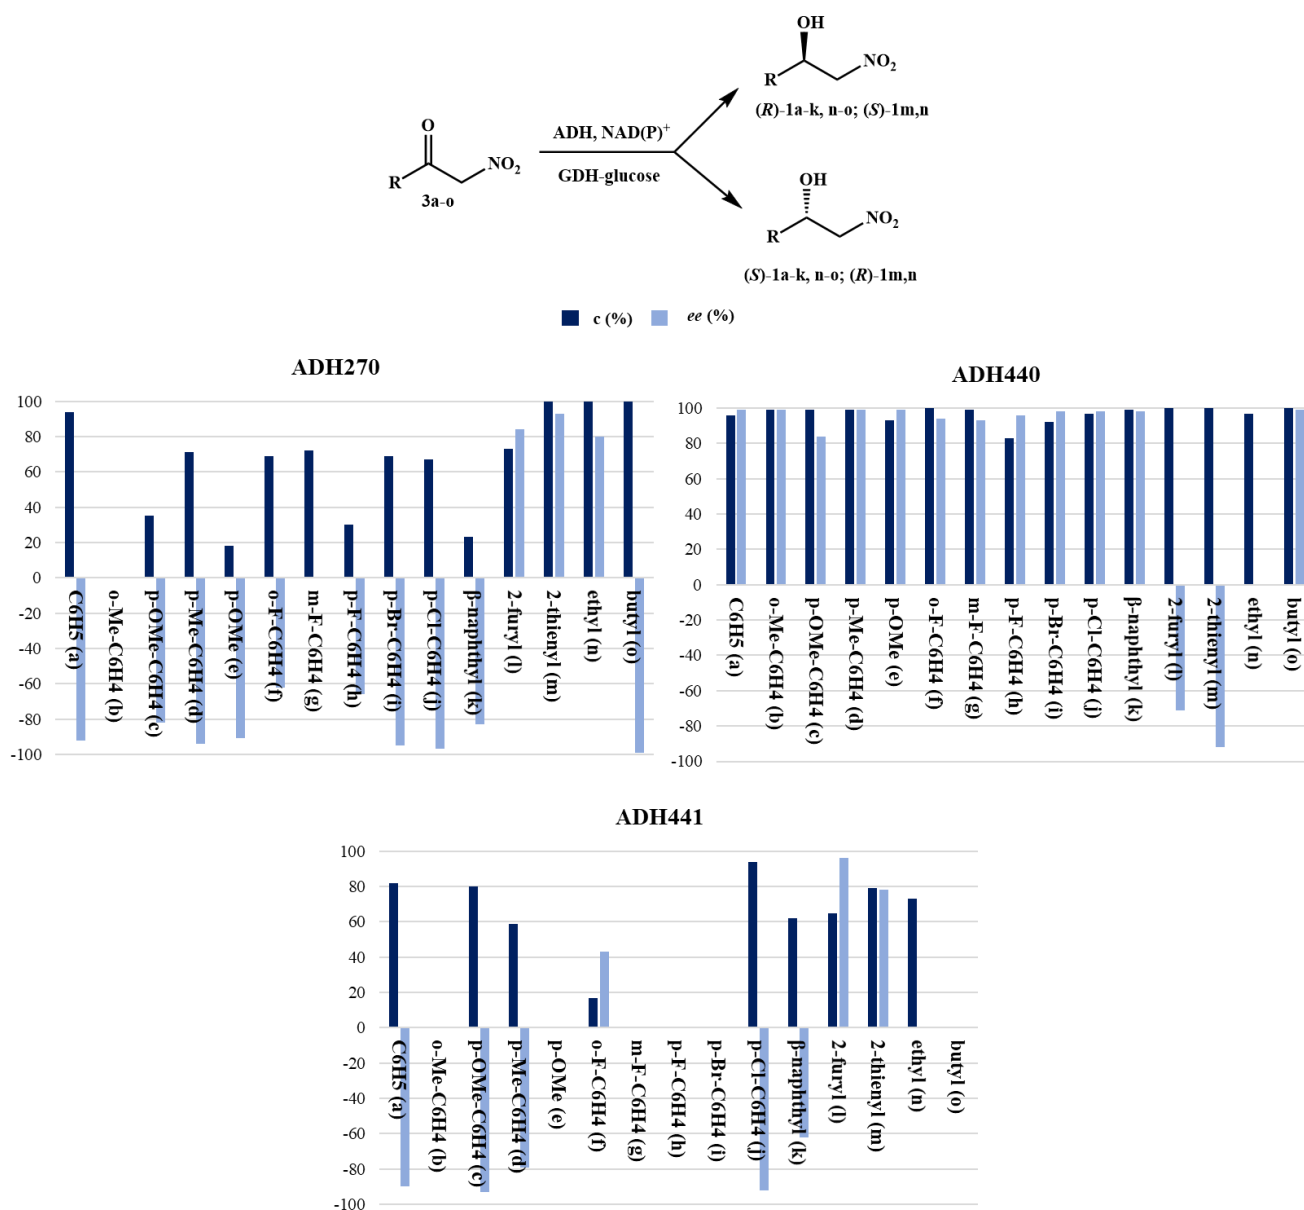 OH
R
NO2
(R)-1a-k, n-o; (S)-1m,n
O
R
NO2
3a-o
ADH, NAD(P)+
GDH-glucose
OH
R
NO2
(S)-1a-k, n-o; (R)-1m,n
c (%)
ee (%)
ADH270
100
80
60
40
20
0
-20
-40
-60
-80
-100
C6H5 (a)
o-Me-C6H4 (b)
p-OMe-C6H4 (c)
p-Me-C6H4 (d)
p-OMe (e)
o-F-C6H4 (f)
m-F-C6H4 (g)
p-F-C6H4 (h)
p-Br-C6H4 (i)
p-Cl-C6H4 (j)
β-naphthyl (k)
2-furyl (l)
2-thienyl (m)
ethyl (n)
butyl (o)
ADH440
100
80
60
40
20
0
-20
-40
-60
-80
-100
C6H5 (a)
o-Me-C6H4 (b)
p-OMe-C6H4 (c)
p-Me-C6H4 (d)
p-OMe (e)
o-F-C6H4 (f)
m-F-C6H4 (g)
p-F-C6H4 (h)
p-Br-C6H4 (i)
p-Cl-C6H4 (j)
β-naphthyl (k)
2-furyl (l)
2-thienyl (m)
ethyl (n)
butyl (o)
ADH441
100
80
60
40
20
0
-20
-40
-60
-80
-100
C6H5 (a)
o-Me-C6H4 (b)
p-OMe-C6H4 (c)
p-Me-C6H4 (d)
p-OMe (e)
o-F-C6H4 (f)
m-F-C6H4 (g)
p-F-C6H4 (h)
p-Br-C6H4 (i)
p-Cl-C6H4 (j)
β-naphthyl (k)
2-furyl (l)
2-thienyl (m)
ethyl (n)
butyl (o)